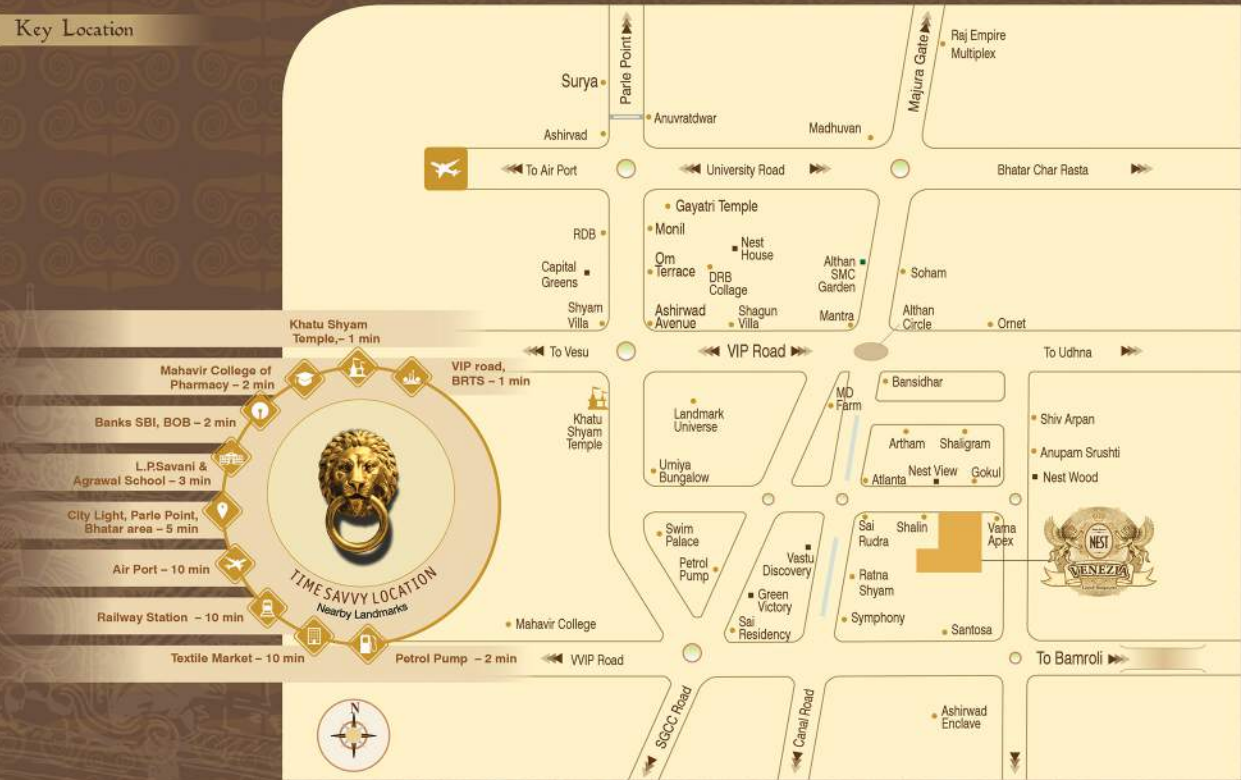 Key Location
Parle Point
Majura Gate
Raj Empire
Multiplex
Surya
Anuvratdwar
Ashirvad
Madhuvan
To Air Port
University Road
Bhatar Char Rasta
Gayatri Temple
RDB
Monil
Nest
House
Capital
Greens
Om
Terrace
DRB
Collage
Althan
SMC
Garden
Soham
Shyam
Villa
Ashirwad
Avenue
Shagun
Villa
Mantra
Althan
Circle
Ornet
To Vesu
VIP Road
To Udhna
Khatu Shyam
Temple,– 1 min
Mahavir College of
Pharmacy – 2 min
VIP road,
BRTS – 1 min
Banks SBI, BOB – 2 min
L.P.Savani &
Agrawal School – 3 min
City Light, Parle Point,
Bhatar area – 5 min
Air Port – 10 min
Railway Station – 10 min
Textile Market – 10 min
Petrol Pump – 2 min
TIME SAVVY LOCATION
Nearby Landmarks
Khatu
Shyam
Temple
Landmark
Universe
MD
Farm
Bansidhar
Shiv Arpan
Artham
Shaligram
Anupam Srushti
Umiya
Bungalow
Atlanta
Nest View
Gokul
Nest Wood
Swim
Palace
Sai
Rudra
Shalin
Varna
Apex
NEST
VENEZIA
Petrol
Pump
Vastu
Discovery
Ratna
Shyam
Green
Victory
Mahavir College
Sai
Residency
Symphony
Santosa
VVIP Road
To Bamroli
SGCC Road
Canal Road
Ashirwad
Enclave
N